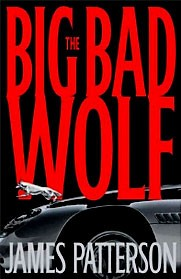 THE
BIG BAD
WOLF
JAMES PATTERSON